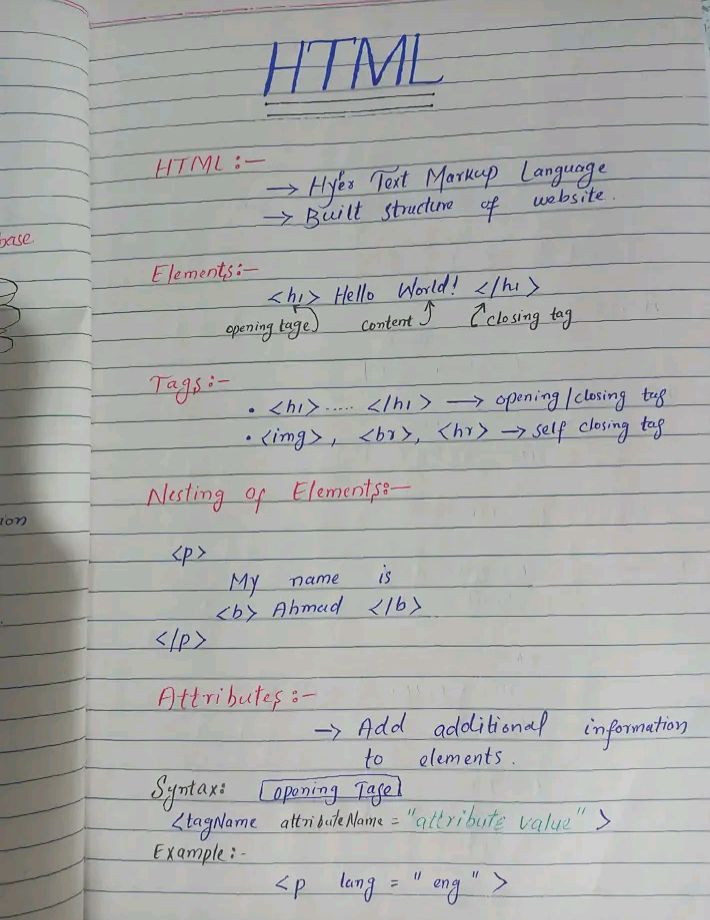 HTML
HTML :-
→ Hyper Text Markup Language
→ Built structure of website.
Elements:-
<h1> Hello World! </h1>
opening tage content closing tag
Tags:-
• <h1>..... </h1> → opening/closing tag
• <img>, <br>, <hr> → self closing tag
Nesting of Elements:-
<p>
My name is
<b> Ahmad </b>
</p>
Attributes:-
→ Add additional information
to elements.
Syntax: opening Tage
<tagName attributeName = "attribute value" >
Example:-
<p lang = " eng " >
base.
ion